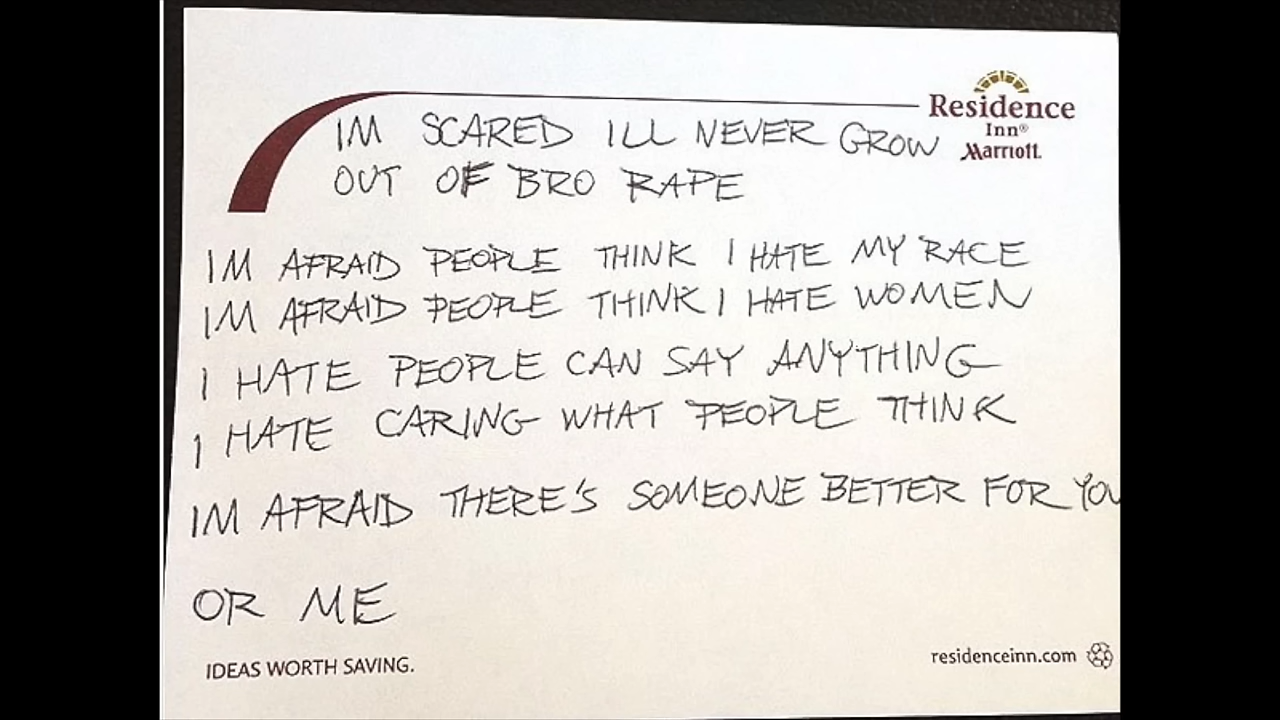 Residence
Inn®
Marriott.
IM SCARED ILL NEVER GROW
OUT OF BRO RAPE
IM AFRAID PEOPLE THINK I HATE MY RACE
IM AFRAID PEOPLE THINK I HATE WOMEN
I HATE PEOPLE CAN SAY ANYTHING
I HATE CARING WHAT PEOPLE THINK
IM AFRAID THERE'S SOMEONE BETTER FOR YOU
OR ME
IDEAS WORTH SAVING.
residenceinn.com